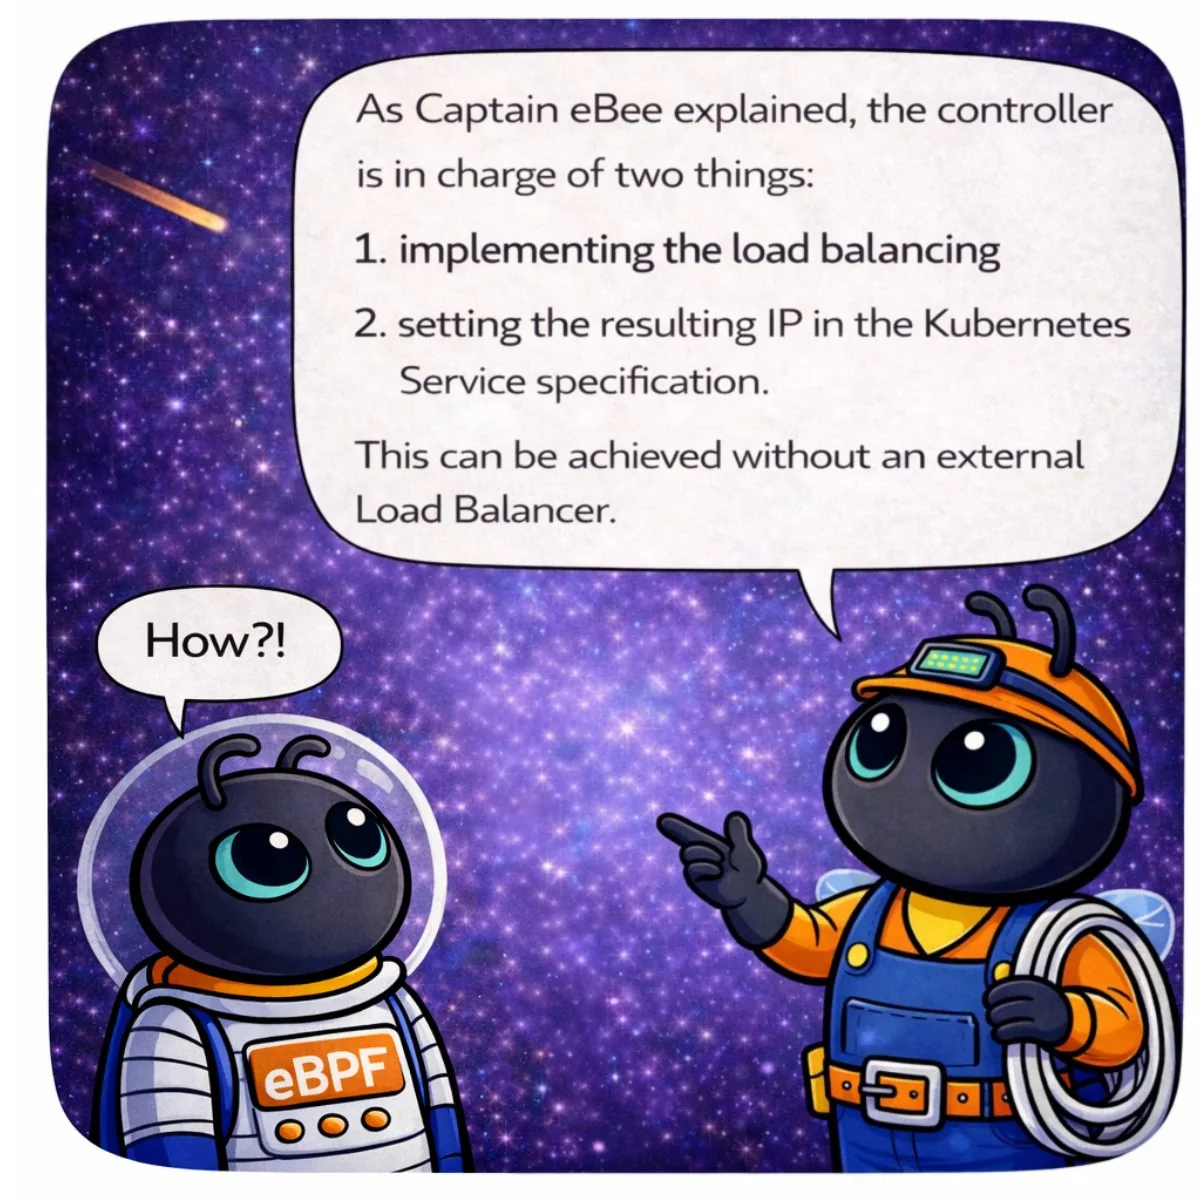 As Captain eBee explained, the controller
is in charge of two things:
1. implementing the load balancing
2. setting the resulting IP in the Kubernetes
Service specification.
This can be achieved without an external
Load Balancer.
How?!
eBPF